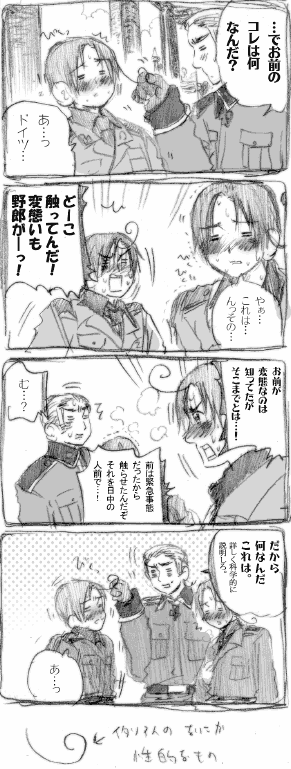 …でお前の
コレは何
なんだ?
あ…っ
ドイツ…
どーこ
触ってんだ!
変態いも
野郎がーっ!
やぁ…
これは…
んっその…
お前が
変態なのは
知ってたが
そこまでとは…!
む…?
前は緊急事態
だったから
触らせたんだぞ
それを日中の
人前で…!
だから
何なんだ
これは。
詳しく科学的に
説明しろ。
あ…っ
イタリア人の なにかが
性的なもの